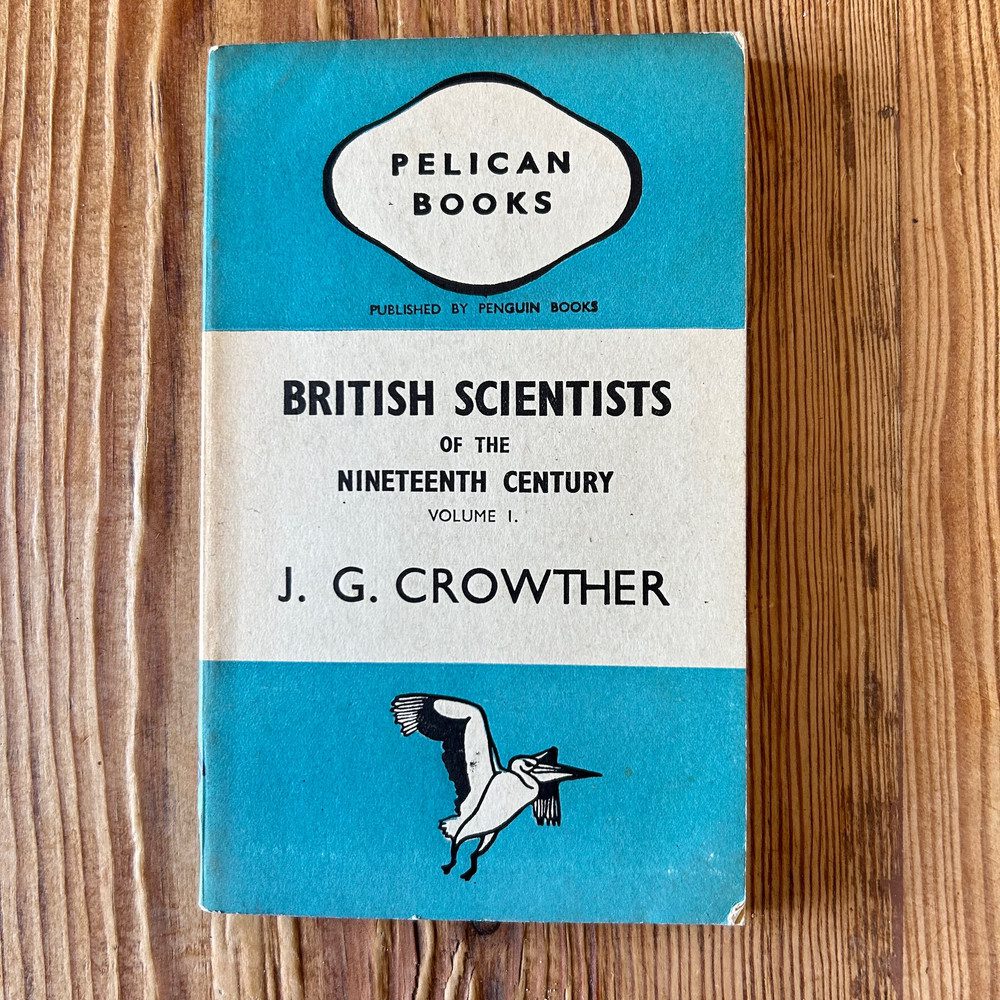 PELICAN
BOOKS
PUBLISHED BY PENGUIN BOOKS
BRITISH SCIENTISTS
OF THE
NINETEENTH CENTURY
VOLUME I.
J. G. CROWTHER